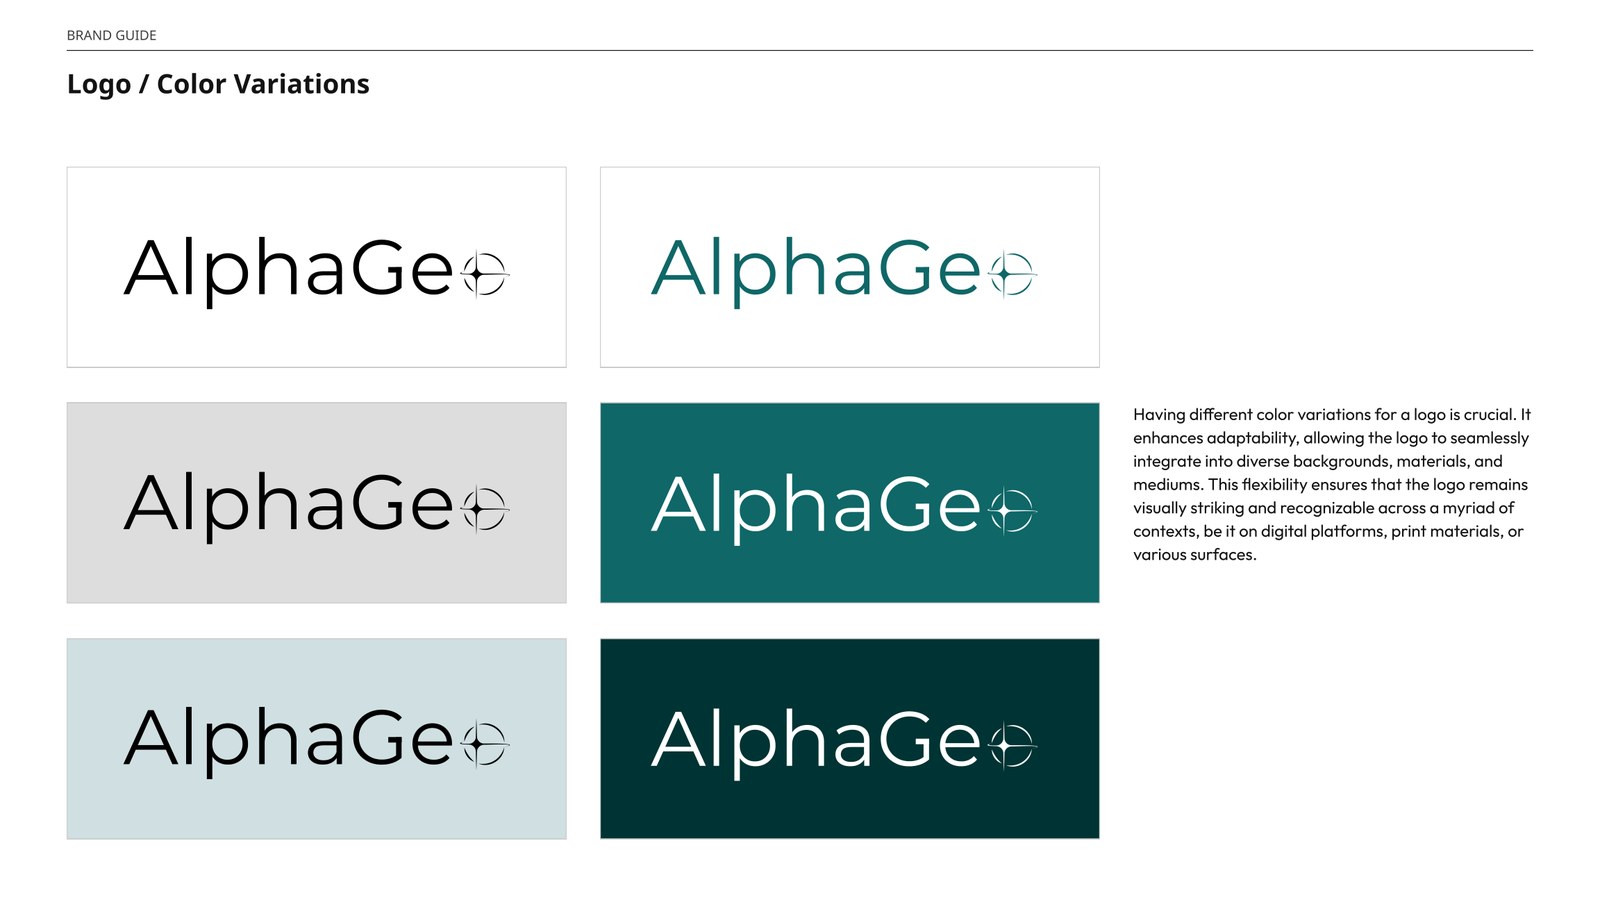 BRAND GUIDE
Logo / Color Variations
AlphaGeo
AlphaGeo
AlphaGeo
AlphaGeo
Having different color variations for a logo is crucial. It
enhances adaptability, allowing the logo to seamlessly
integrate into diverse backgrounds, materials, and
mediums. This flexibility ensures that the logo remains
visually striking and recognizable across a myriad of
contexts, be it on digital platforms, print materials, or
various surfaces.
AlphaGeo
AlphaGeo